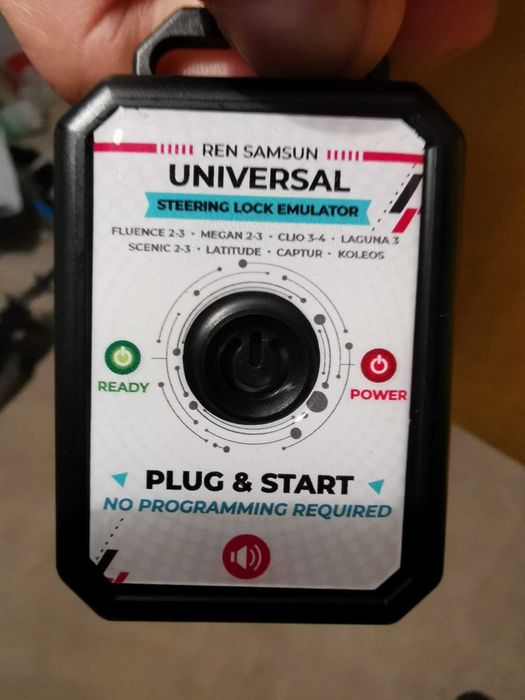 REN SAMSUN
UNIVERSAL
STEERING LOCK EMULATOR
FLUENCE 2-3 • MEGAN 2-3 • CLIO 3-4 • LAGUNA 3
SCENIC 2-3 • LATITUDE • CAPTUR • KOLEOS
READY
POWER
PLUG & START
NO PROGRAMMING REQUIRED